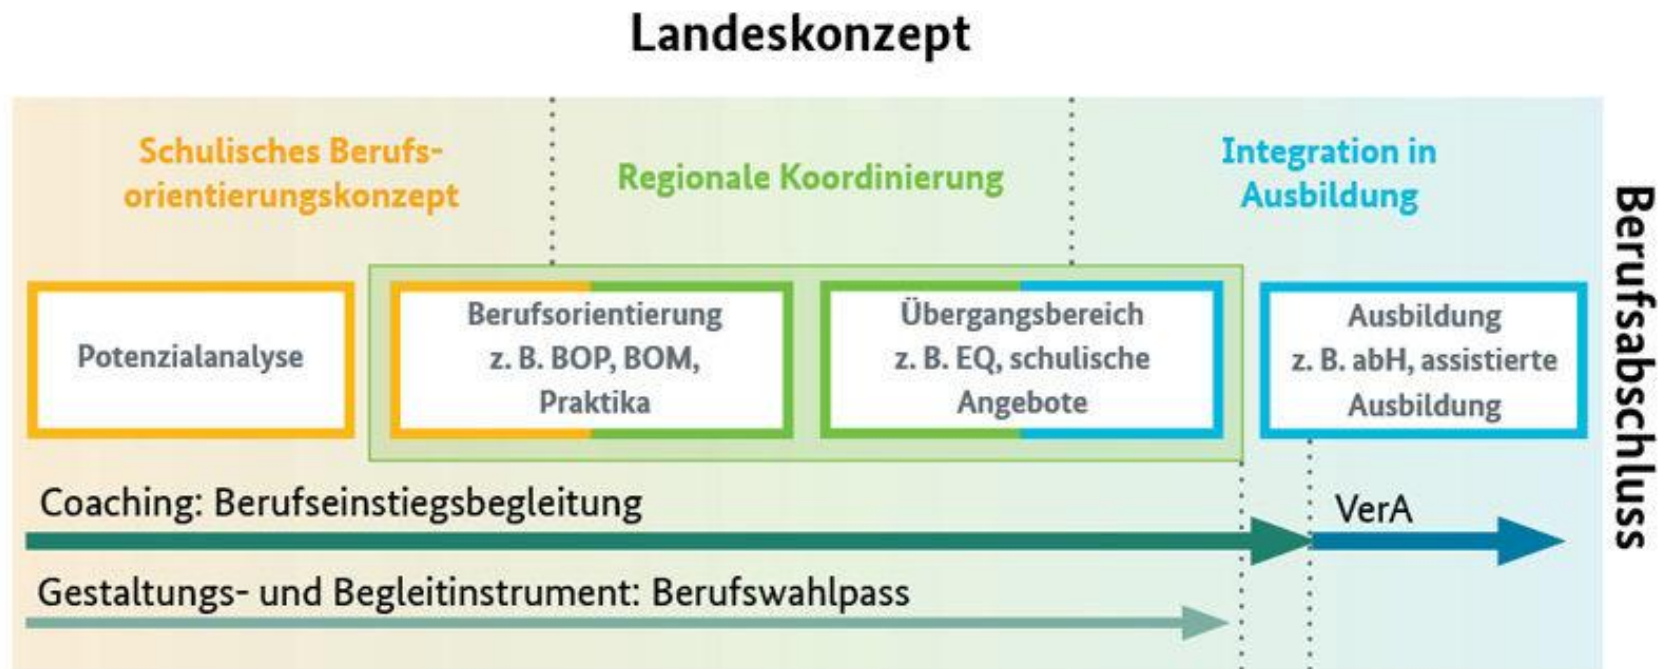 Landeskonzept
Schulisches Berufs-
orientierungskonzept
Regionale Koordinierung
Integration in
Ausbildung
Potenzialanalyse
Berufsorientierung
z. B. BOP, BOM,
Praktika
Übergangsbereich
z. B. EQ, schulische
Angebote
Ausbildung
z. B. abH, assistierte
Ausbildung
Berufsabschluss
Coaching: Berufseinstiegsbegleitung
VerA
Gestaltungs- und Begleitinstrument: Berufswahlpass